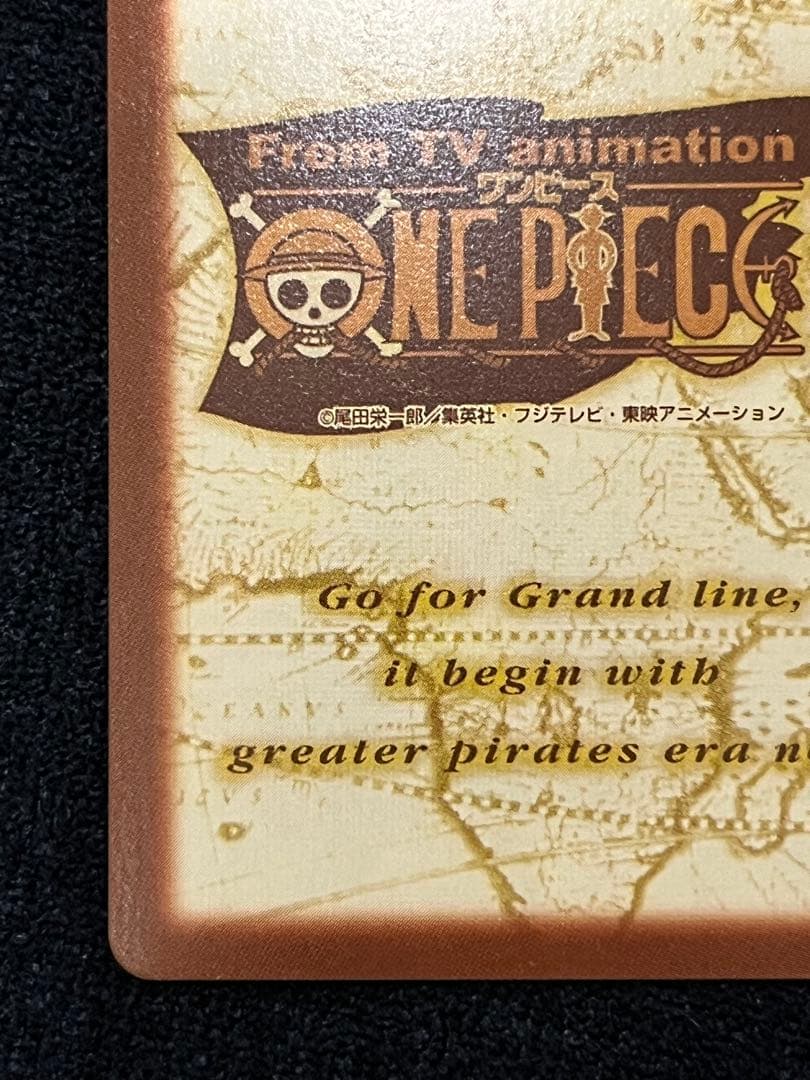 From TV animation
ワンピース
ONE PIECE
©尾田栄一郎／集英社・フジテレビ・東映アニメーション
Go for Grand line,
it begin with
greater pirates era
EANUS